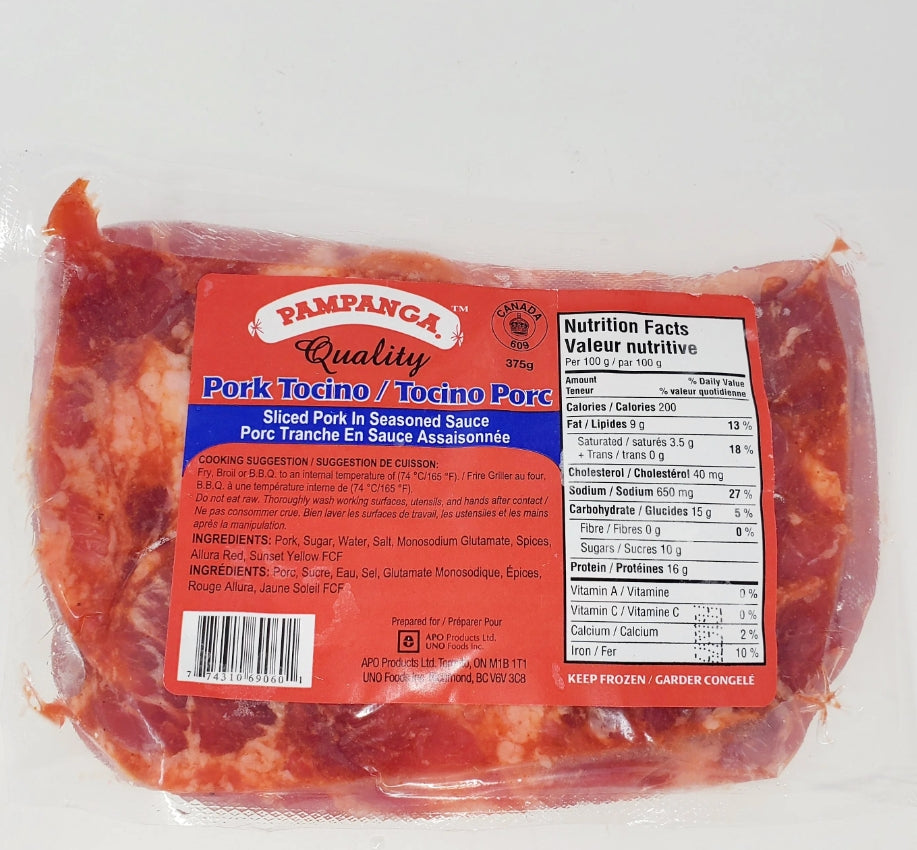 PAMPANGA
TM
Quality
CANADA
609
375g
Pork Tocino / Tocino Porc
Sliced Pork In Seasoned Sauce
Porc Tranche En Sauce Assaisonnée
COOKING SUGGESTION / SUGGESTION DE CUISSON:
Fry, Broil or B.B.Q. to an internal temperature of (74 °C/165 °F). / Frire Griller au four,
B.B.Q. à une température interne de (74 °C/165 °F).
Do not eat raw. Thoroughly wash working surfaces, utensils, and hands after contact /
Ne pas consommer crue. Bien laver les surfaces de travail, les ustensiles et les mains
aprés la manipulation.
INGREDIENTS: Pork, Sugar, Water, Salt, Monosodium Glutamate, Spices,
Allura Red, Sunset Yellow FCF
INGRÉDIENTS: Porc, Sucre, Eau, Sel, Glutamate Monosodique, Épices,
Rouge Allura, Jaune Soleil FCF
7 74310 69060 1
Prepared for / Préparer Pour
APO Products Ltd.
UNO Foods Inc.
APO Products Ltd. Toronto, ON M1B 1T1
UNO Foods Inc. Richmond, BC V6V 3C8
Nutrition Facts
Valeur nutritive
Per 100 g / par 100 g
Amount % Daily Value
Teneur % valeur quotidienne
Calories / Calories 200
Fat / Lipides 9 g 13 %
Saturated / saturés 3.5 g
+ Trans / trans 0 g 18 %
Cholesterol / Cholestérol 40 mg
Sodium / Sodium 650 mg 27 %
Carbohydrate / Glucides 15 g 5 %
Fibre / Fibres 0 g 0 %
Sugars / Sucres 10 g
Protein / Protéines 16 g
Vitamin A / Vitamine 0 %
Vitamin C / Vitamine C 0 %
Calcium / Calcium 2 %
Iron / Fer 10 %
KEEP FROZEN / GARDER CONGELÉ